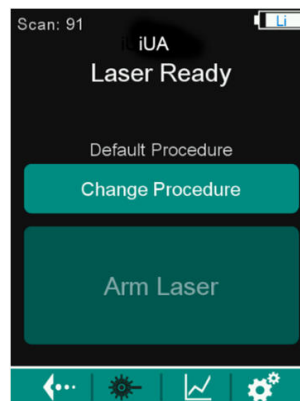 Scan: 91
Li
iUA
Laser Ready
Default Procedure
Change Procedure
Arm Laser